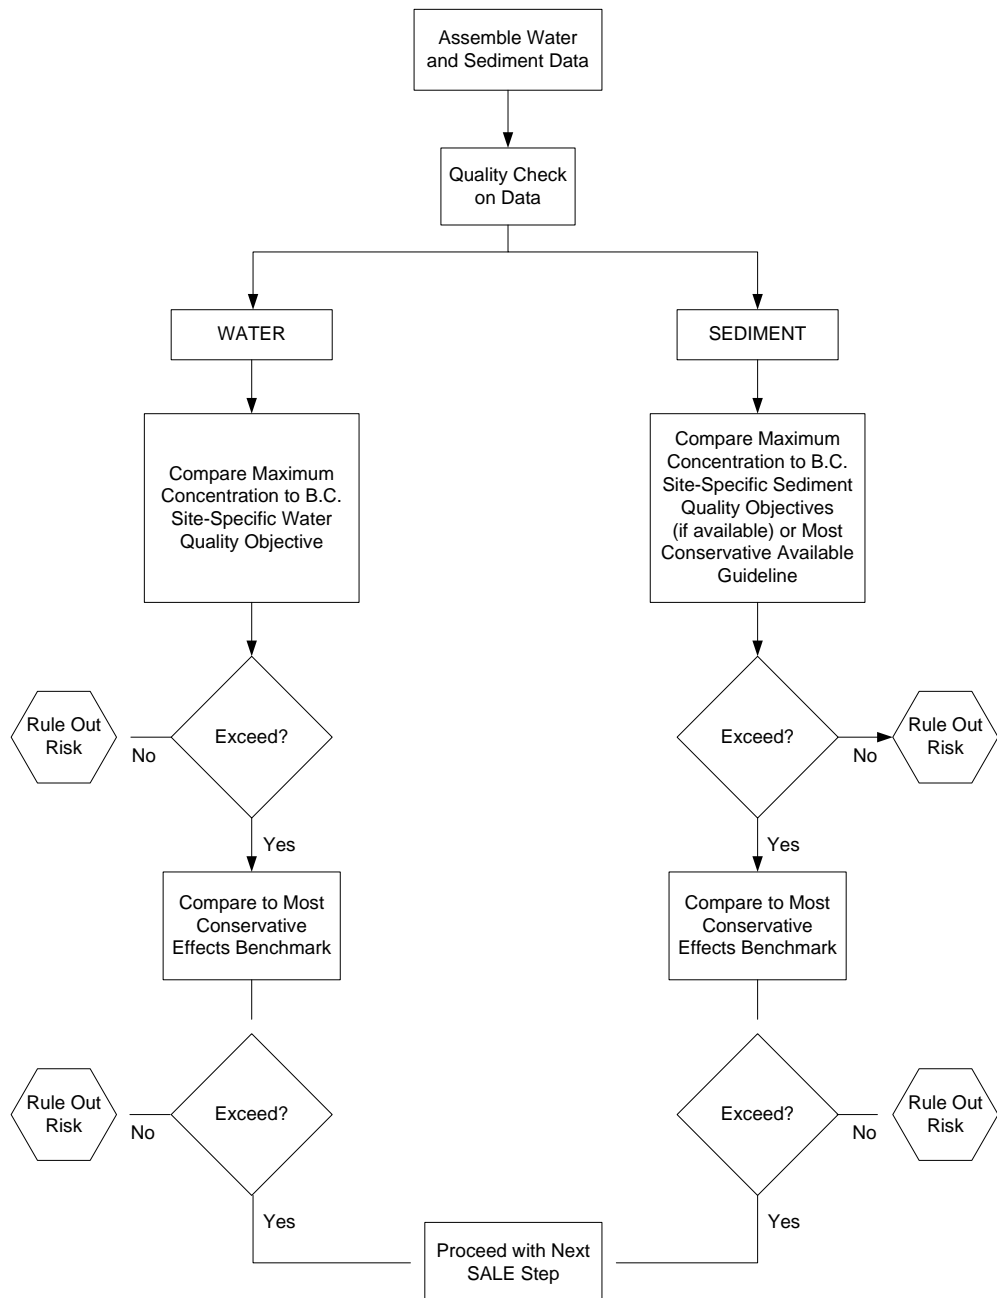 Assemble Water
and Sediment Data
Quality Check
on Data
WATER
SEDIMENT
Compare Maximum
Concentration to B.C.
Site-Specific Water
Quality Objective
Compare Maximum
Concentration to B.C.
Site-Specific Sediment
Quality Objectives
(if available) or Most
Conservative Available
Guideline
Rule Out
Risk
No
Exceed?
Yes
Exceed?
No
Rule Out
Risk
Yes
Compare to Most
Conservative
Effects Benchmark
Compare to Most
Conservative
Effects Benchmark
Rule Out
Risk
No
Exceed?
Yes
Exceed?
No
Rule Out
Risk
Yes
Proceed with Next
SALE Step